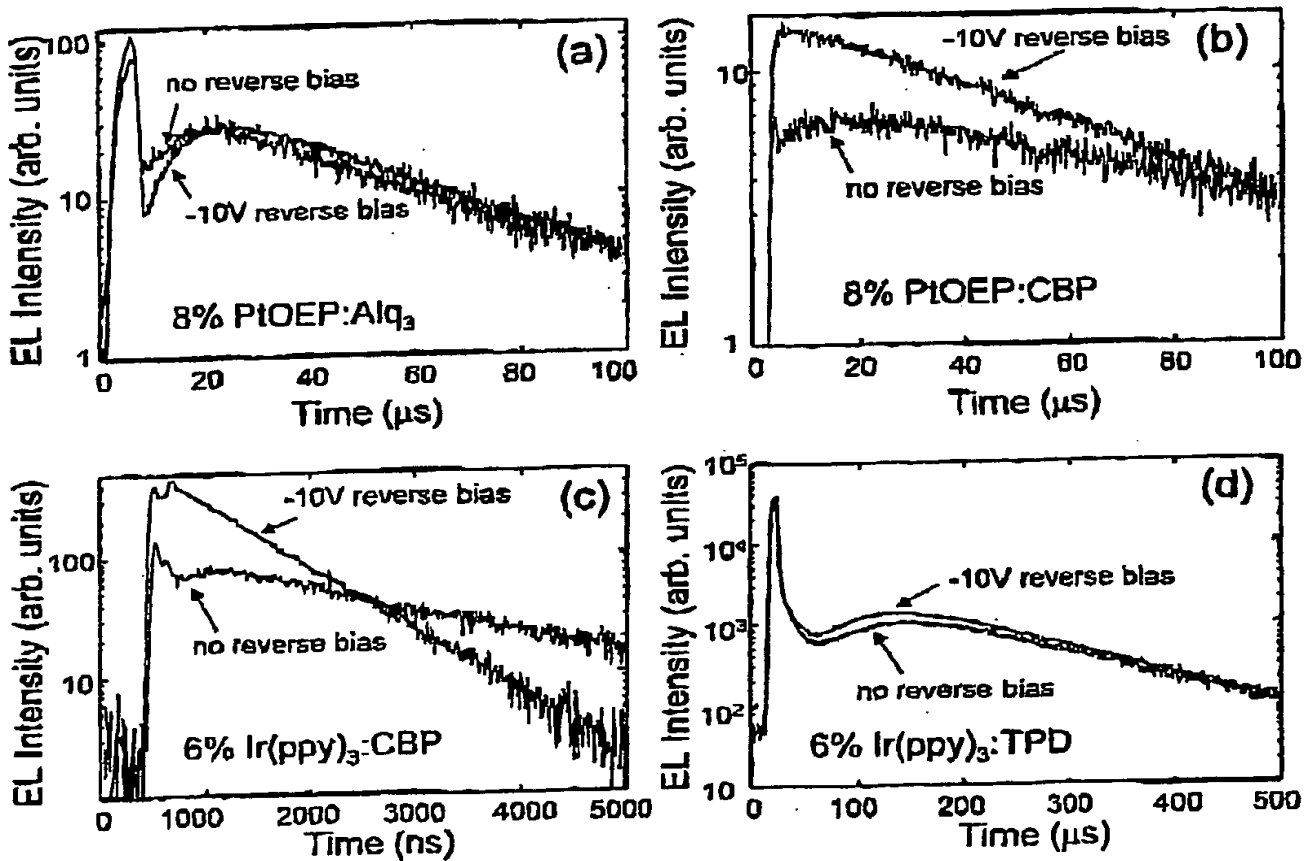 (a)
EL Intensity (arb. units)
100
10
1
no reverse bias
-10V reverse bias
8% PtOEP:Alq₃
0 20 40 60 80 100
Time (μs)
(b)
EL Intensity (arb. units)
10
1
-10V reverse bias
no reverse bias
8% PtOEP:CBP
0 20 40 60 80 100
Time (μs)
(c)
EL Intensity (arb. units)
100
10
-10V reverse bias
no reverse bias
6% Ir(ppy)₃:CBP
0 1000 2000 3000 4000 5000
Time (ns)
(d)
EL Intensity (arb. units)
10⁵
10⁴
10³
10²
10
-10V reverse bias
no reverse bias
6% Ir(ppy)₃:TPD
0 100 200 300 400 500
Time (μs)